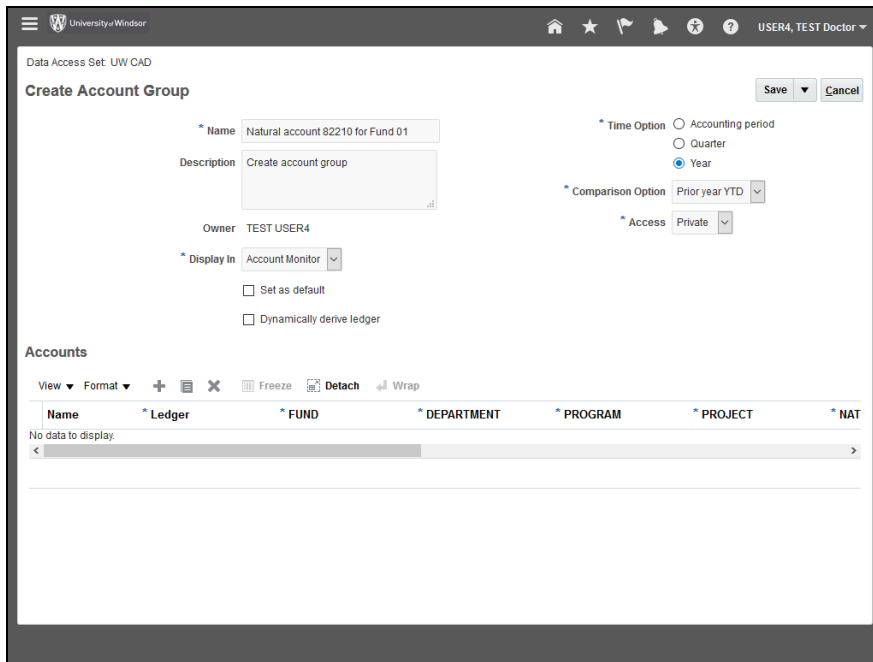 University of Windsor
USER4, TEST Doctor
Data Access Set: UW CAD
Create Account Group
Save Cancel
* Name Natural account 82210 for Fund 01
Description Create account group
Owner TEST USER4
* Display In Account Monitor
Set as default
Dynamically derive ledger
* Time Option Accounting period
Quarter
Year
* Comparison Option Prior year YTD
* Access Private
Accounts
View Format Freeze Detach Wrap
Name * Ledger * FUND * DEPARTMENT * PROGRAM * PROJECT * NAT
No data to display.